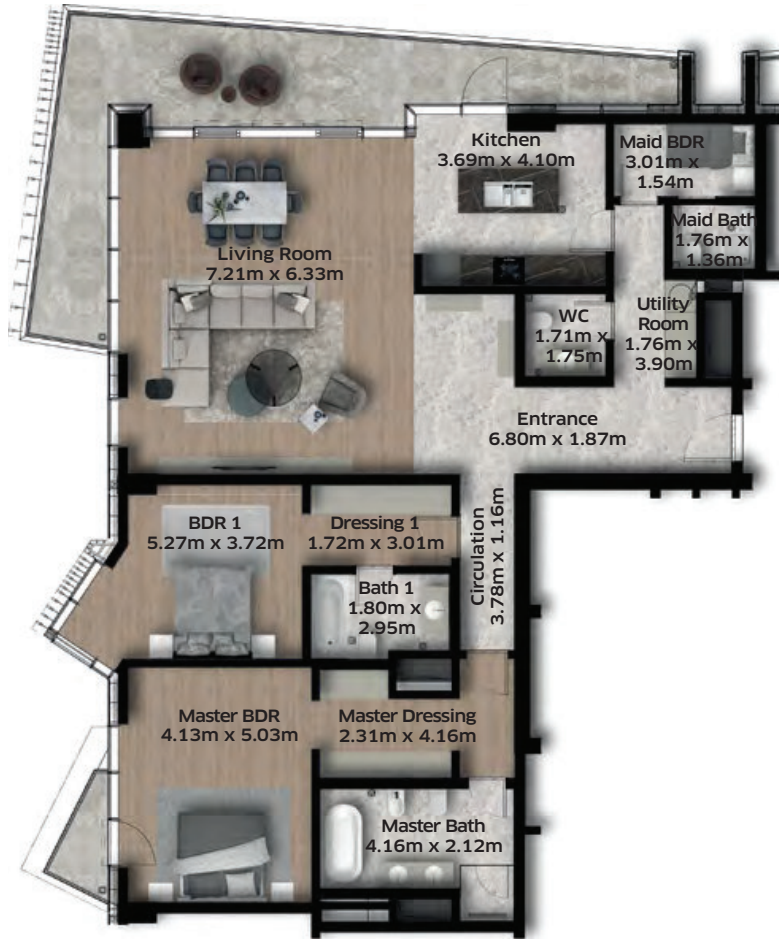 Kitchen
3.69m x 4.10m
Maid BDR
3.01m x
1.54m
Maid Bath
1.76m x
1.36m
Living Room
7.21m x 6.33m
WC
1.71m x
1.75m
Utility
Room
1.76m x
3.90m
Entrance
6.80m x 1.87m
BDR 1
5.27m x 3.72m
Dressing 1
1.72m x 3.01m
Circulation
3.78m x 1.16m
Bath 1
1.80m x
2.95m
Master BDR
4.13m x 5.03m
Master Dressing
2.31m x 4.16m
Master Bath
4.16m x 2.12m